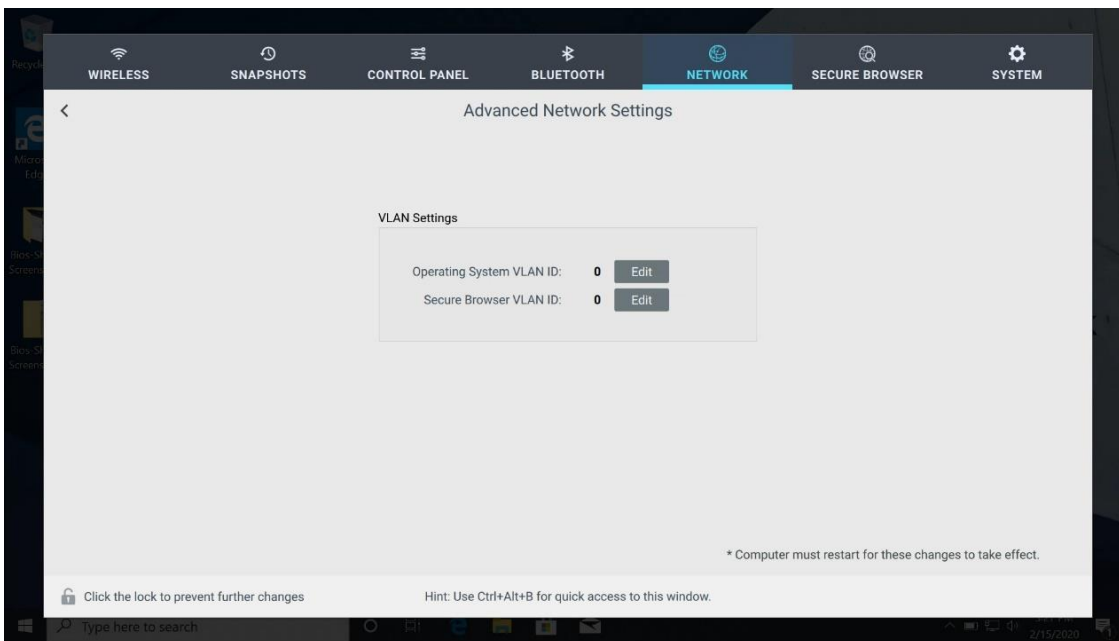 WIRELESS
SNAPSHOTS
CONTROL PANEL
BLUETOOTH
NETWORK
SECURE BROWSER
SYSTEM
Advanced Network Settings
VLAN Settings
Operating System VLAN ID: 0 Edit
Secure Browser VLAN ID: 0 Edit
* Computer must restart for these changes to take effect.
Click the lock to prevent further changes
Hint: Use Ctrl+Alt+B for quick access to this window.
Type here to search
2/15/2020